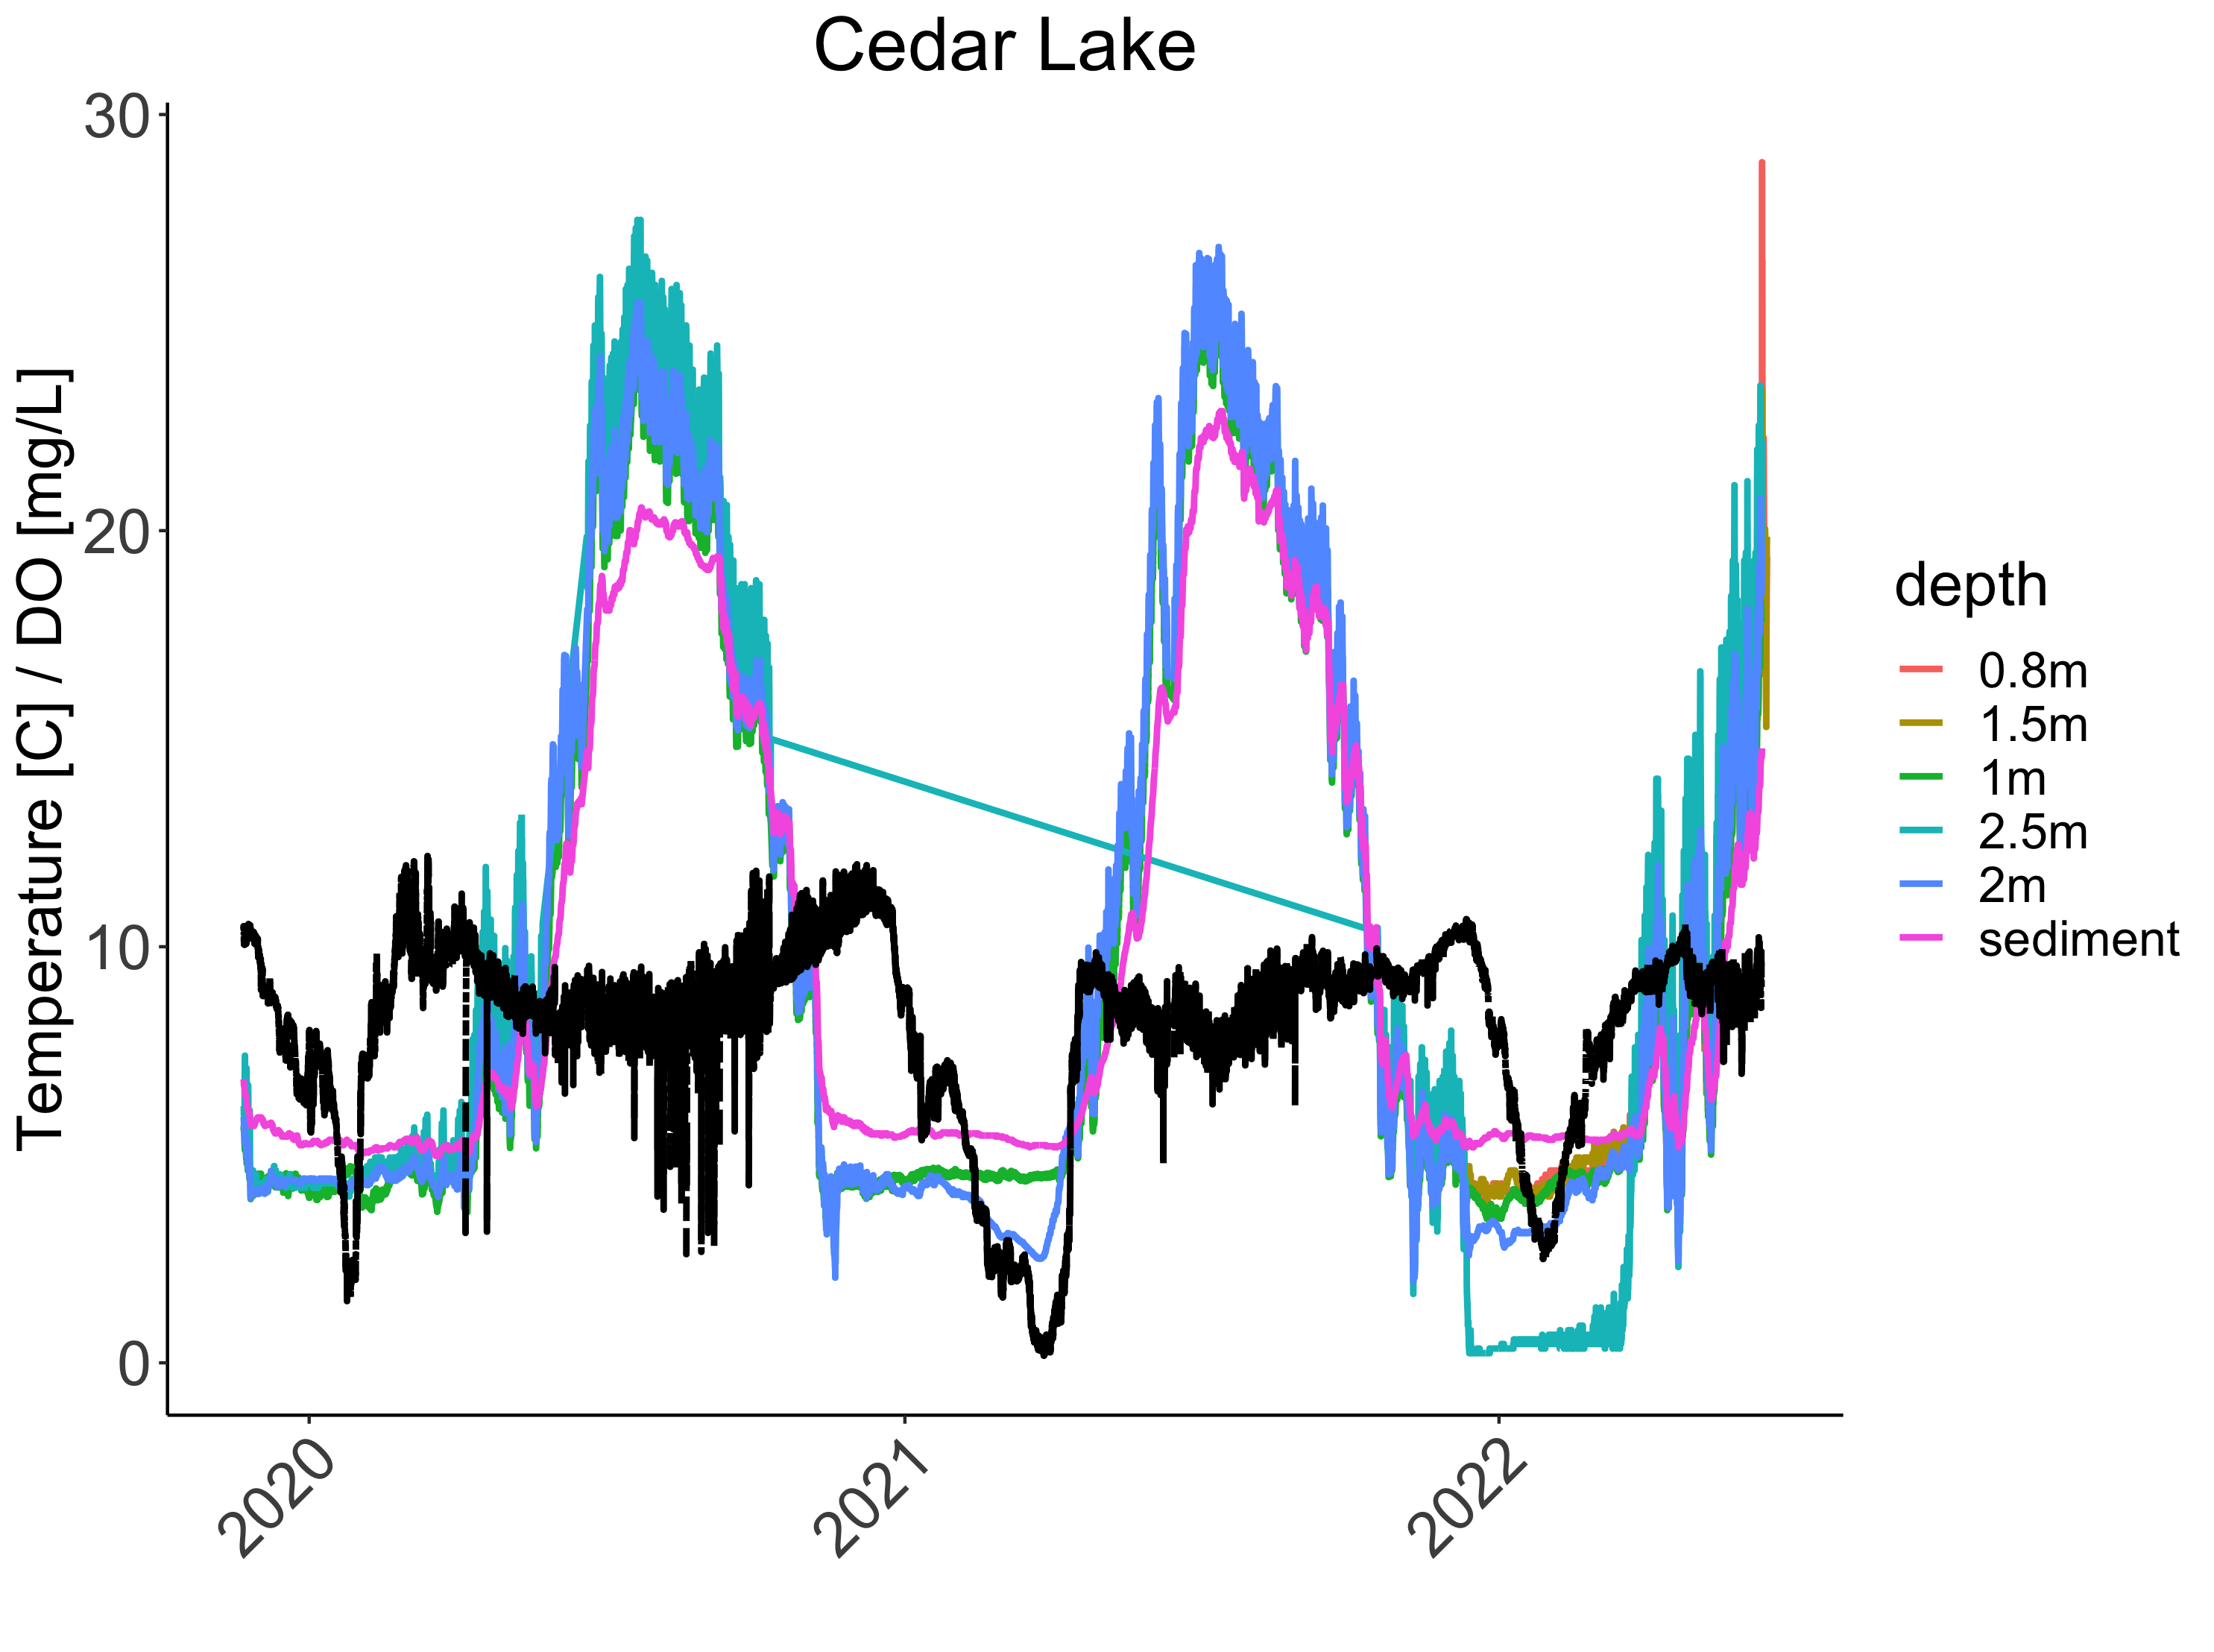 Cedar Lake
Temperature [C] / DO [mg/L]
30
20
10
0
2020
2021
2022
depth
0.8m
1.5m
1m
2.5m
2m
sediment